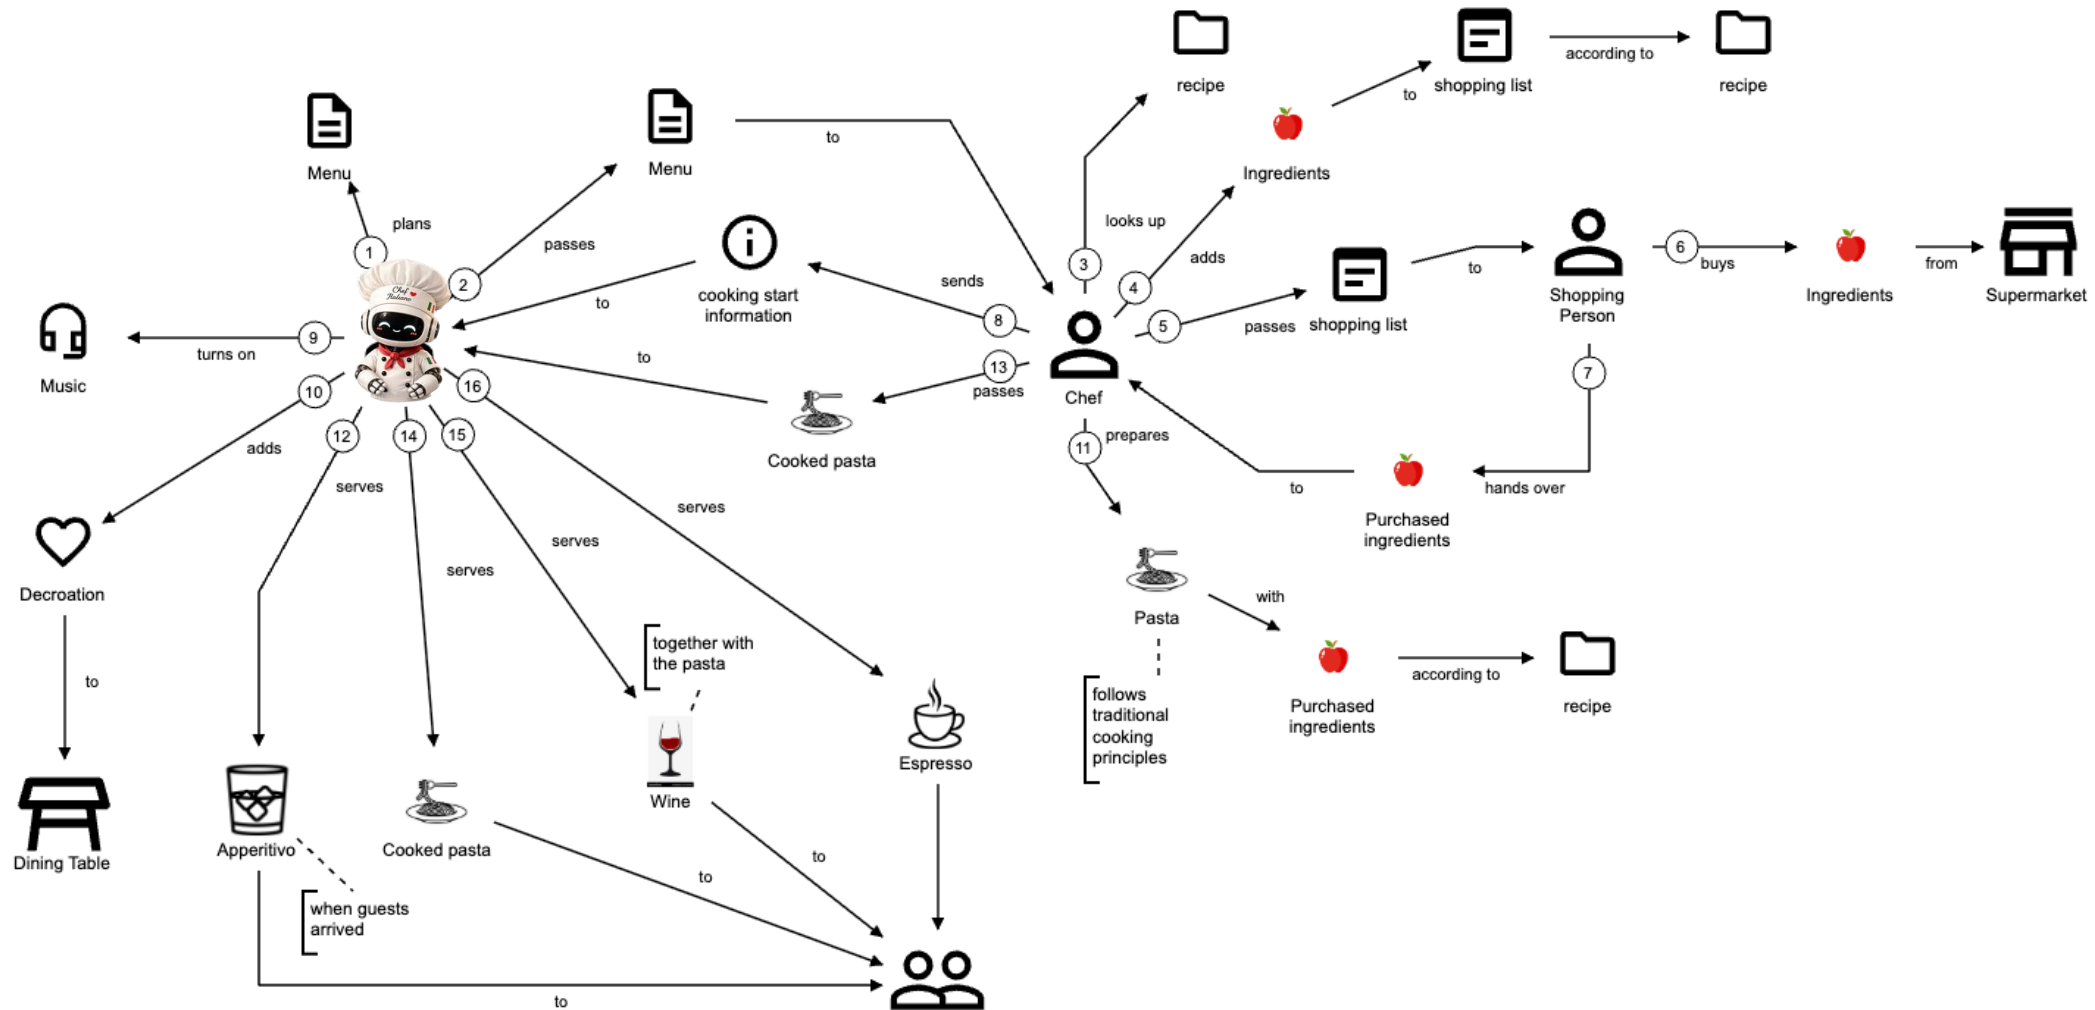 recipe
shopping list
according to
recipe
to
Ingredients
Menu
Menu
to
1
plans
2
passes
cooking start
information
to
sends
8
3
looks up
4
adds
5
passes
shopping list
to
Shopping
Person
6
buys
Ingredients
from
Supermarket
Chef
Italiano
Music
turns on
9
10
adds
12
serves
14
serves
15
serves
16
serves
to
13
passes
Cooked pasta
Chef
11
prepares
7
hands over
Purchased
ingredients
to
Decroation
to
Dining Table
Pasta
with
Purchased
ingredients
according to
recipe
follows
traditional
cooking
principles
together with
the pasta
Wine
to
Espresso
Apperitivo
when guests
arrived
Cooked pasta
to
to